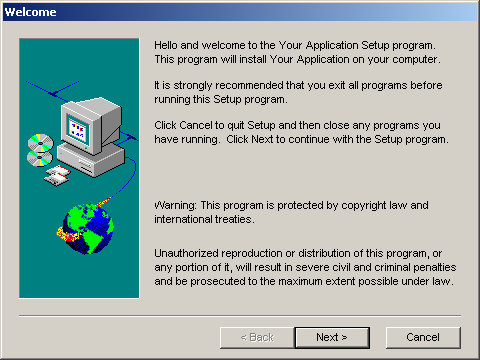 Welcome
Hello and welcome to the Your Application Setup program.
This program will install Your Application on your computer.
It is strongly recommended that you exit all programs before
running this Setup program.
Click Cancel to quit Setup and then close any programs you
have running.  Click Next to continue with the Setup program.
Warning: This program is protected by copyright law and
international treaties.
Unauthorized reproduction or distribution of this program, or
any portion of it, will result in severe civil and criminal penalties
and be prosecuted to the maximum extent possible under law.
< Back Next > Cancel